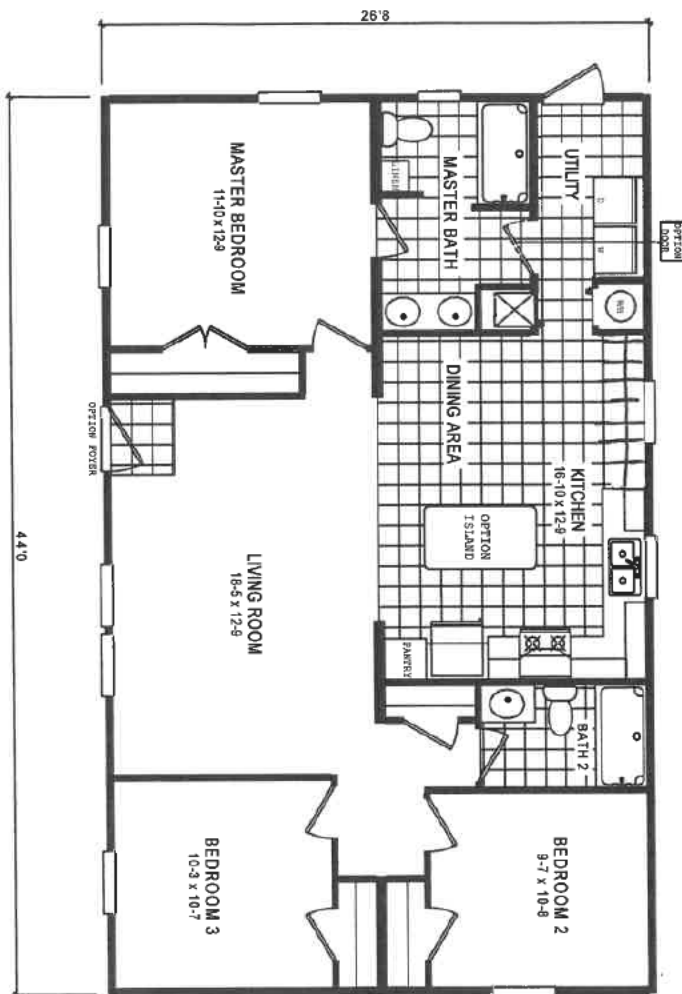 26'8
44'0
MASTER BEDROOM
11-10 x 12-9
LINEN
MASTER BATH
UTILITY
D
W
OPTION
DOOR
W/H
OPTION FOYER
DINING AREA
KITCHEN
16-10 x 12-9
OPTION
ISLAND
LIVING ROOM
18-5 x 12-9
PANTRY
BATH 2
BEDROOM 3
10-3 x 10-7
BEDROOM 2
9-7 x 10-8